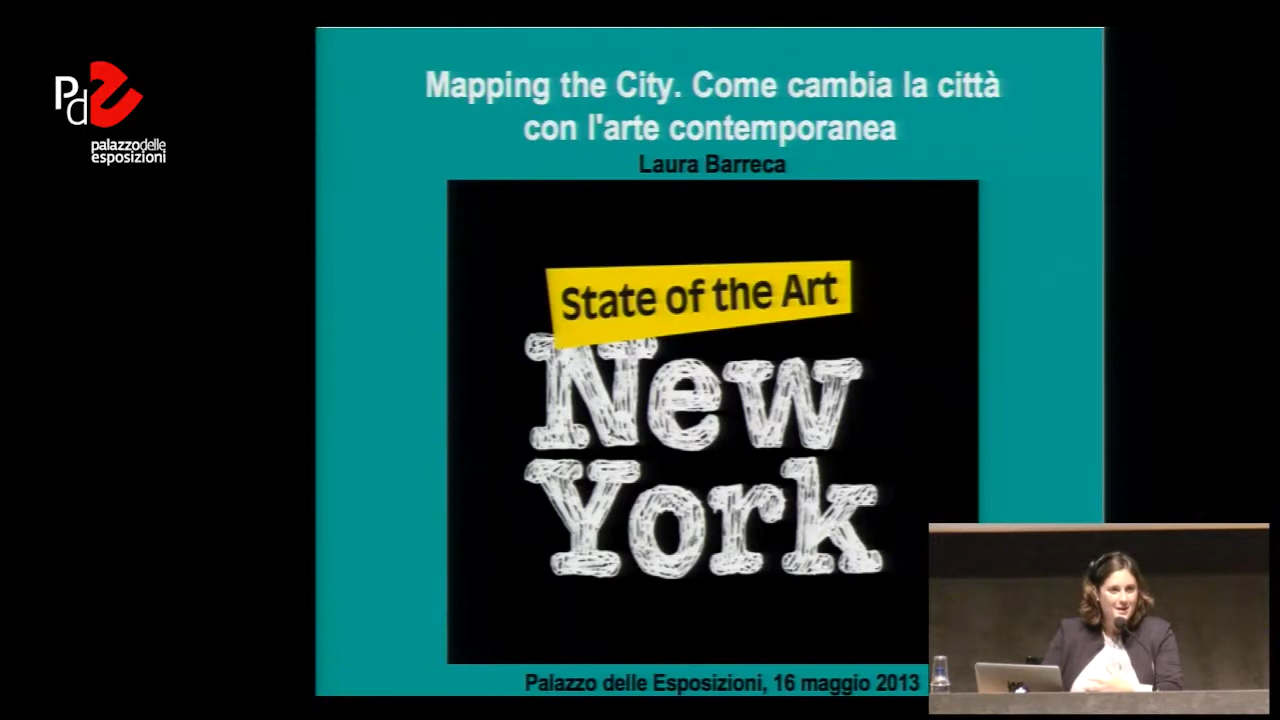 Pd
palazzodelle
esposizioni
Mapping the City. Come cambia la città
con l'arte contemporanea
Laura Barreca
State of the Art
New
York
Palazzo delle Esposizioni, 16 maggio 2013